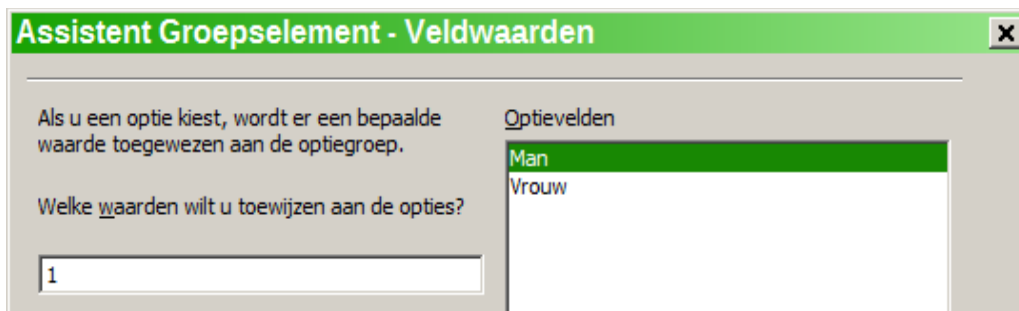 Assistent Groepselement - Veldwaarden
Als u een optie kiest, wordt er een bepaalde
waarde toegewezen aan de optiegroep.
Welke waarden wilt u toewijzen aan de opties?
1
Optievelden
Man
Vrouw